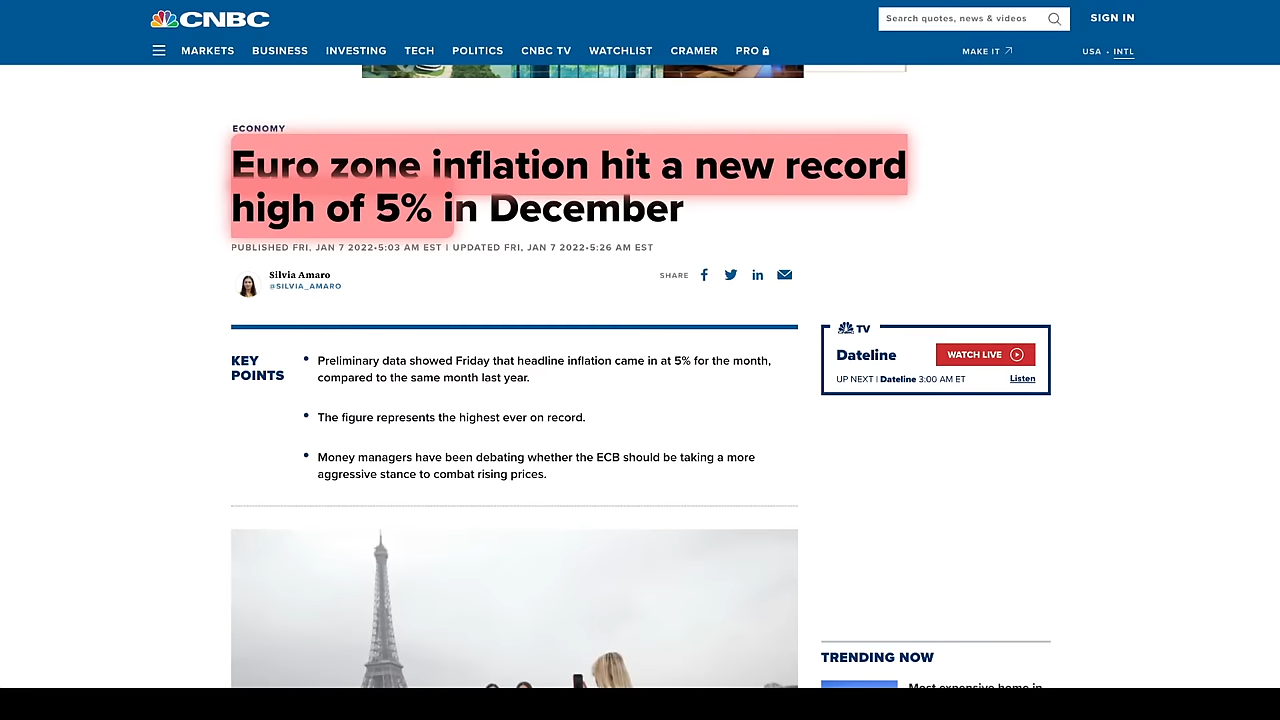 CNBC
Search quotes, news & videos
SIGN IN
MARKETS BUSINESS INVESTING TECH POLITICS CNBC TV WATCHLIST CRAMER PRO
MAKE IT
USA • INTL
ECONOMY
Euro zone inflation hit a new record
high of 5% in December
PUBLISHED FRI, JAN 7 2022•5:03 AM EST | UPDATED FRI, JAN 7 2022•5:26 AM EST
Silvia Amaro
@SILVIA_AMARO
SHARE
KEY
POINTS
• Preliminary data showed Friday that headline inflation came in at 5% for the month,
compared to the same month last year.
• The figure represents the highest ever on record.
• Money managers have been debating whether the ECB should be taking a more
aggressive stance to combat rising prices.
CNBC TV
Dateline
WATCH LIVE
UP NEXT | Dateline 3:00 AM ET
Listen
TRENDING NOW
Most expensive home in